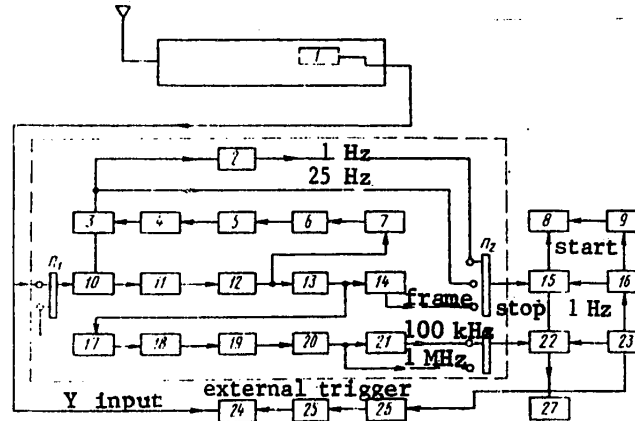 1
2 1 Hz
25 Hz
3 4 5 6 7 8 9
n₂ start
n₁ 10 11 12 13 14 15 16
frame stop 1 Hz
17 18 19 20 21 100 kHz 22 23
1 MHz
external trigger
Y input 24 25 26 27